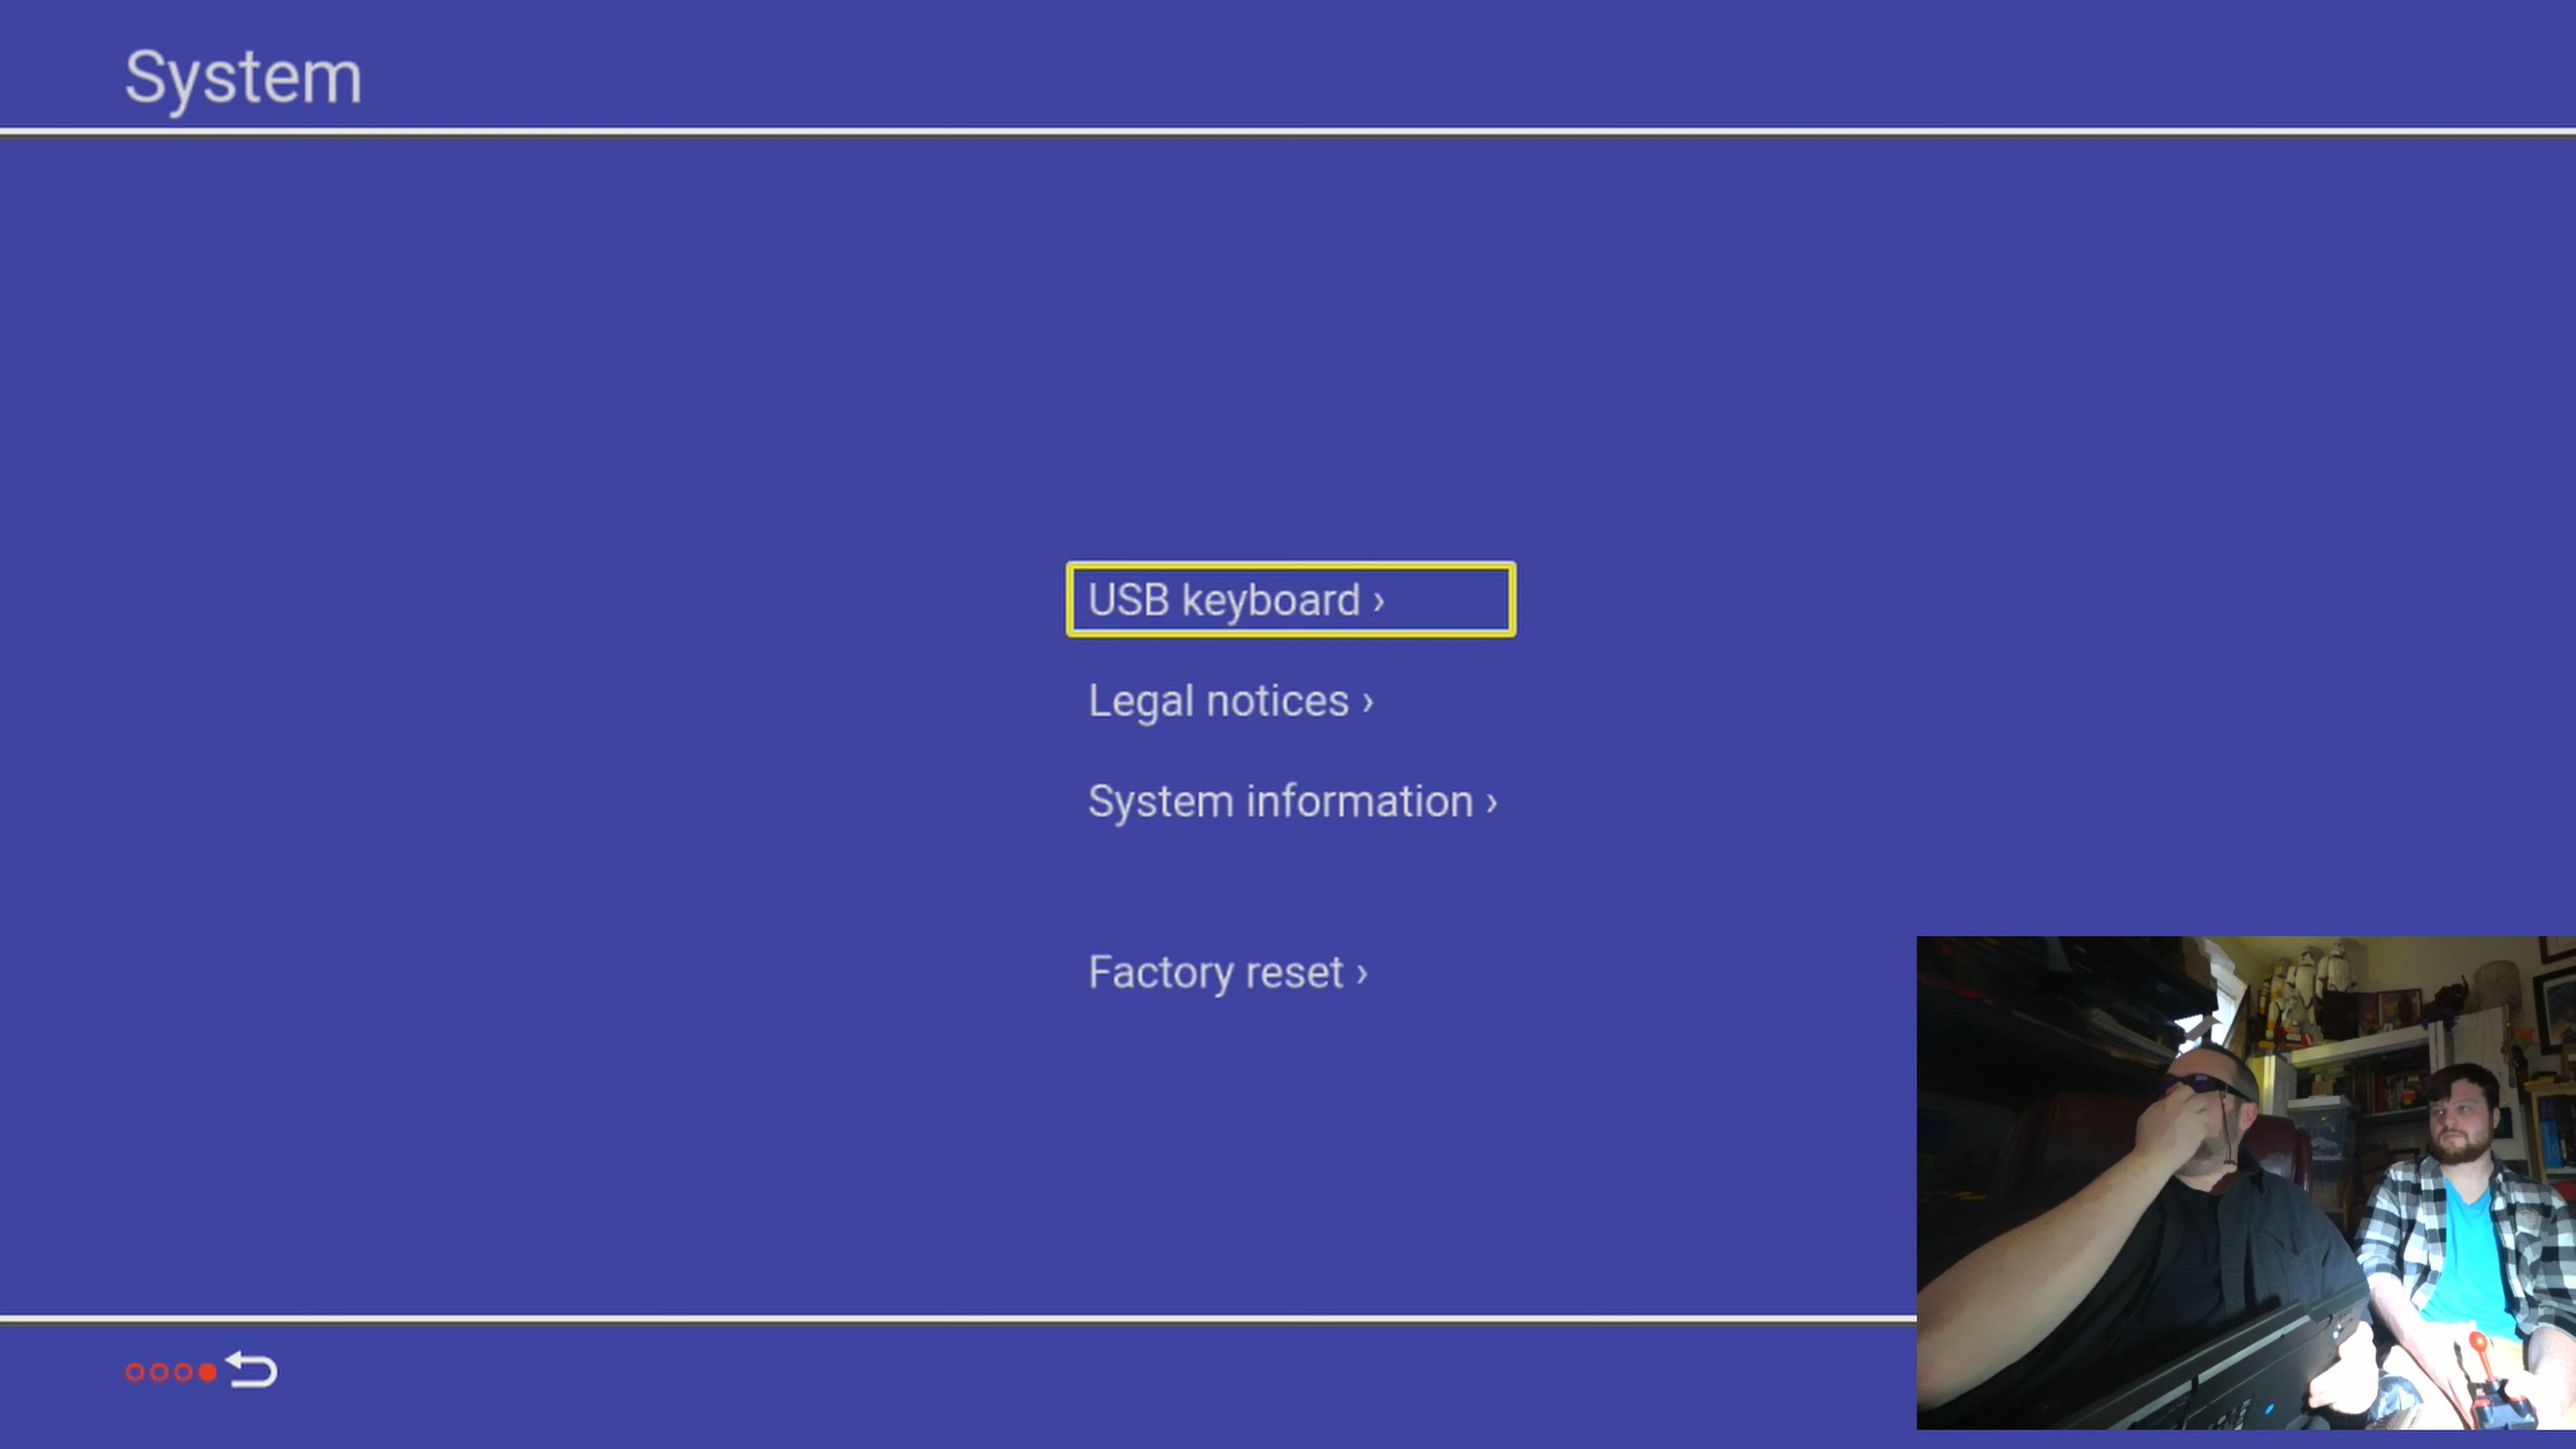 System
USB keyboard ›
Legal notices ›
System information ›
Factory reset ›